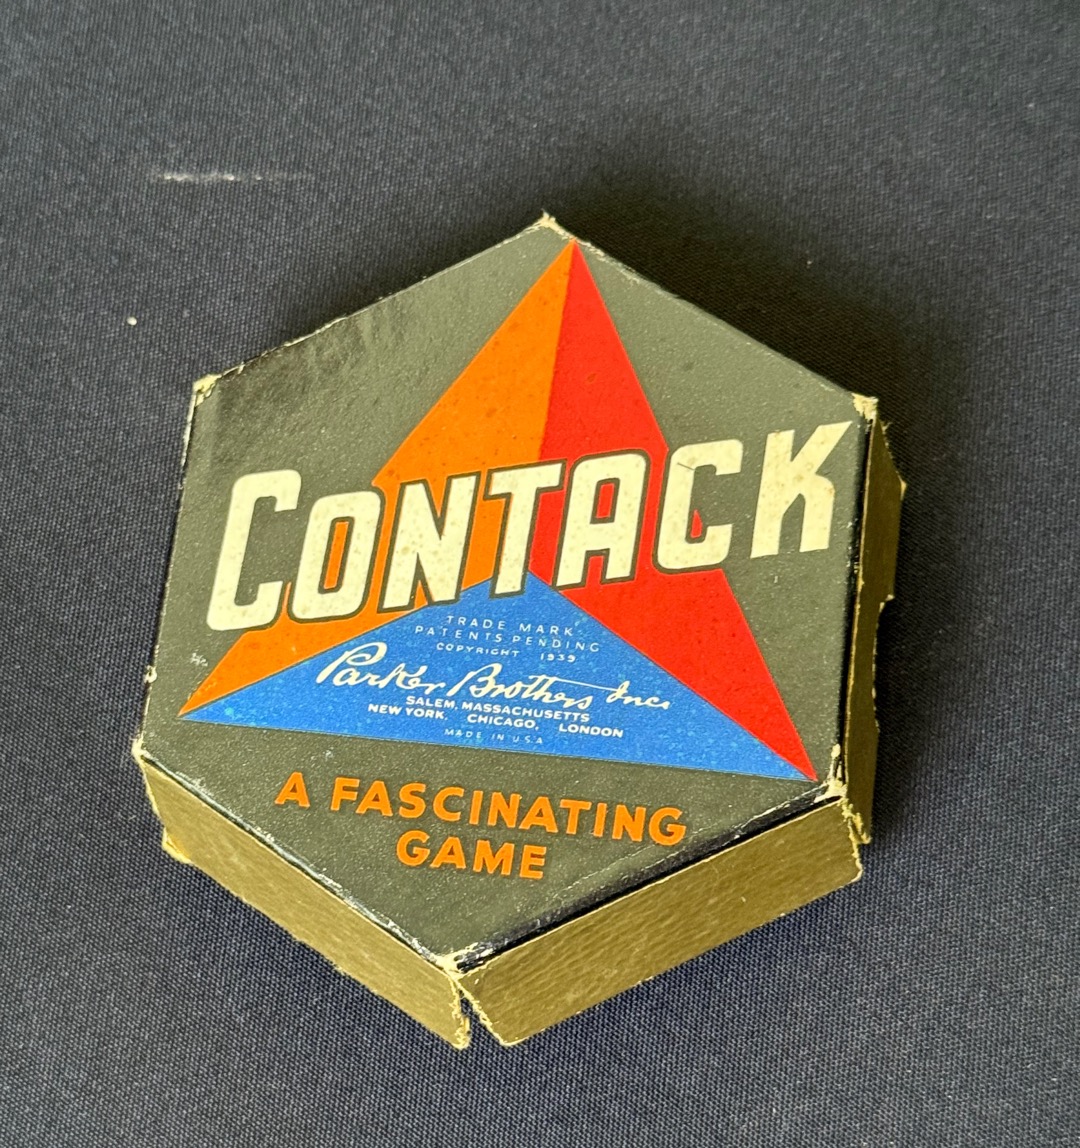 CONTACK
TRADE MARK
PATENTS PENDING
COPYRIGHT 1939
Parker Brothers Inc.
SALEM, MASSACHUSETTS
NEW YORK, CHICAGO, LONDON
MADE IN U.S.A
A FASCINATING
GAME